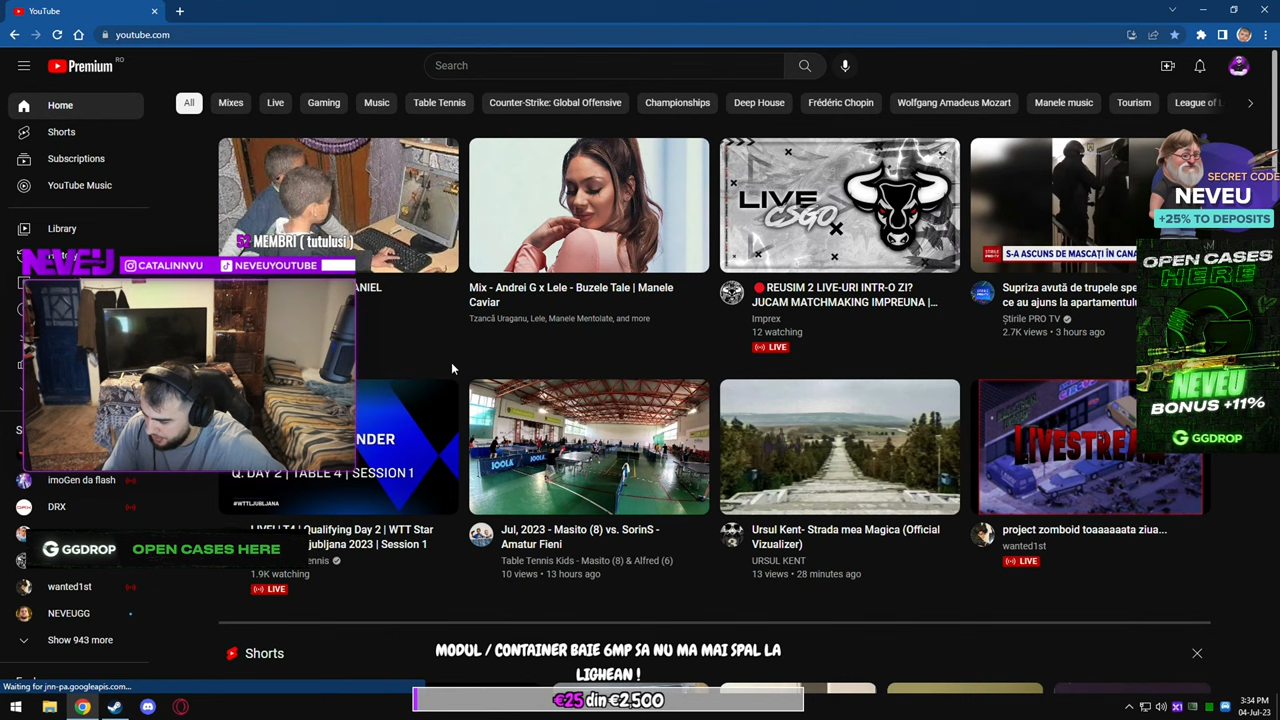 YouTube
youtube.com
Premium RO
Search
All
Mixes
Live
Gaming
Music
Table Tennis
Counter-Strike: Global Offensive
Championships
Deep House
Frédéric Chopin
Wolfgang Amadeus Mozart
Manele music
Tourism
League of L
Home
Shorts
Subscriptions
YouTube Music
Library
52 MEMBRI ( tutulusi )
LIVE
CSGO
S-A ASCUNS DE MASCAȚI ÎN CANA
SECRET CODE
NEVEU
+25% TO DEPOSITS
OPEN CASES
HERE
NEVEU
BONUS +11%
GGDROP
NEVEU
CATALINNVU
NEVEUYOUTUBE
ANIEL
Mix - Andrei G x Lele - Buzele Tale | Manele
Caviar
Tzancă Uraganu, Lele, Manele Mentolate, and more
REUSIM 2 LIVE-URI INTR-O ZI?
JUCAM MATCHMAKING IMPREUNA |...
Imprex
12 watching
LIVE
Supriza avută de trupele spe
ce au ajuns la apartamentul
Știrile PRO TV
2.7K views • 3 hours ago
NDER
Q. DAY 2 | TABLE 4 | SESSION 1
#WTTLJUBLJANA
JOOLA
JOOLA
LIVESTREA
imoGen da flash
DRX
wanted1st
NEVEUGG
Show 943 more
GGDROP
OPEN CASES HERE
LIVE! | T4 | Qualifying Day 2 | WTT Star
jubljana 2023 | Session 1
ennis
1.9K watching
LIVE
Jul, 2023 - Masito (8) vs. SorinS -
Amatur Fieni
Table Tennis Kids - Masito (8) & Alfred (6)
10 views • 13 hours ago
Ursul Kent- Strada mea Magica (Official
Vizualizer)
URSUL KENT
13 views • 28 minutes ago
project zomboid toaaaaaata ziua...
wanted1st
LIVE
Shorts
MODUL / CONTAINER BAIE 6MP SA NU MA MAI SPAL LA
LIGHEAN !
€25 din €2,500
Waiting for jnn-pa.googleapis.com...
3:34 PM
04-Jul-23